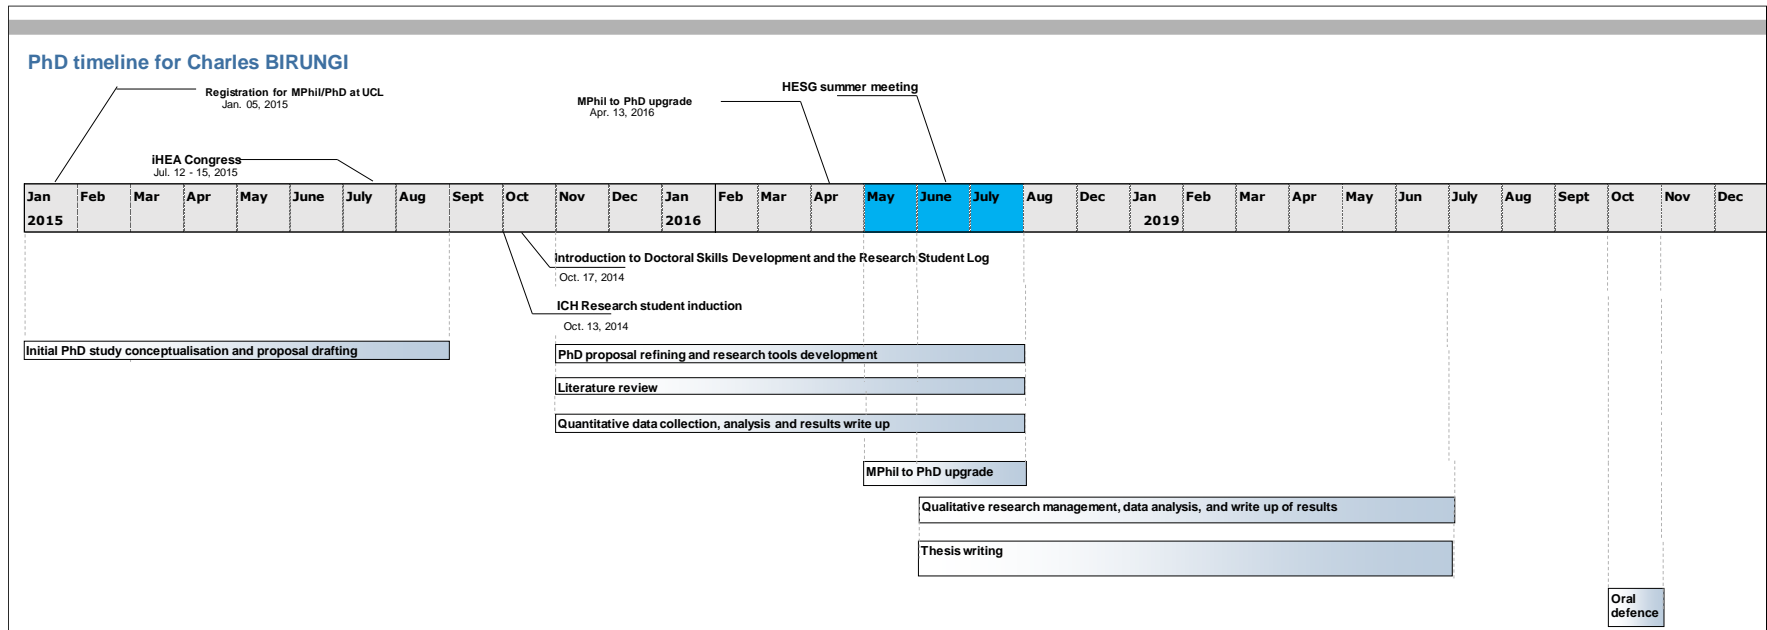 PhD timeline for Charles BIRUNGI
Registration for MPhil/PhD at UCL
Jan. 05, 2015
MPhil to PhD upgrade
Apr. 13, 2016
HESG summer meeting
iHEA Congress
Jul. 12 - 15, 2015
Jan Feb Mar Apr May June July Aug Sept Oct Nov Dec Jan Feb Mar Apr May June July Aug Dec Jan Feb Mar Apr May Jun July Aug Sept Oct Nov Dec
2015 2016 2019
Introduction to Doctoral Skills Development and the Research Student Log
Oct. 17, 2014
ICH Research student induction
Oct. 13, 2014
Initial PhD study conceptualisation and proposal drafting
PhD proposal refining and research tools development
Literature review
Quantitative data collection, analysis and results write up
MPhil to PhD upgrade
Qualitative research management, data analysis, and write up of results
Thesis writing
Oral
defence